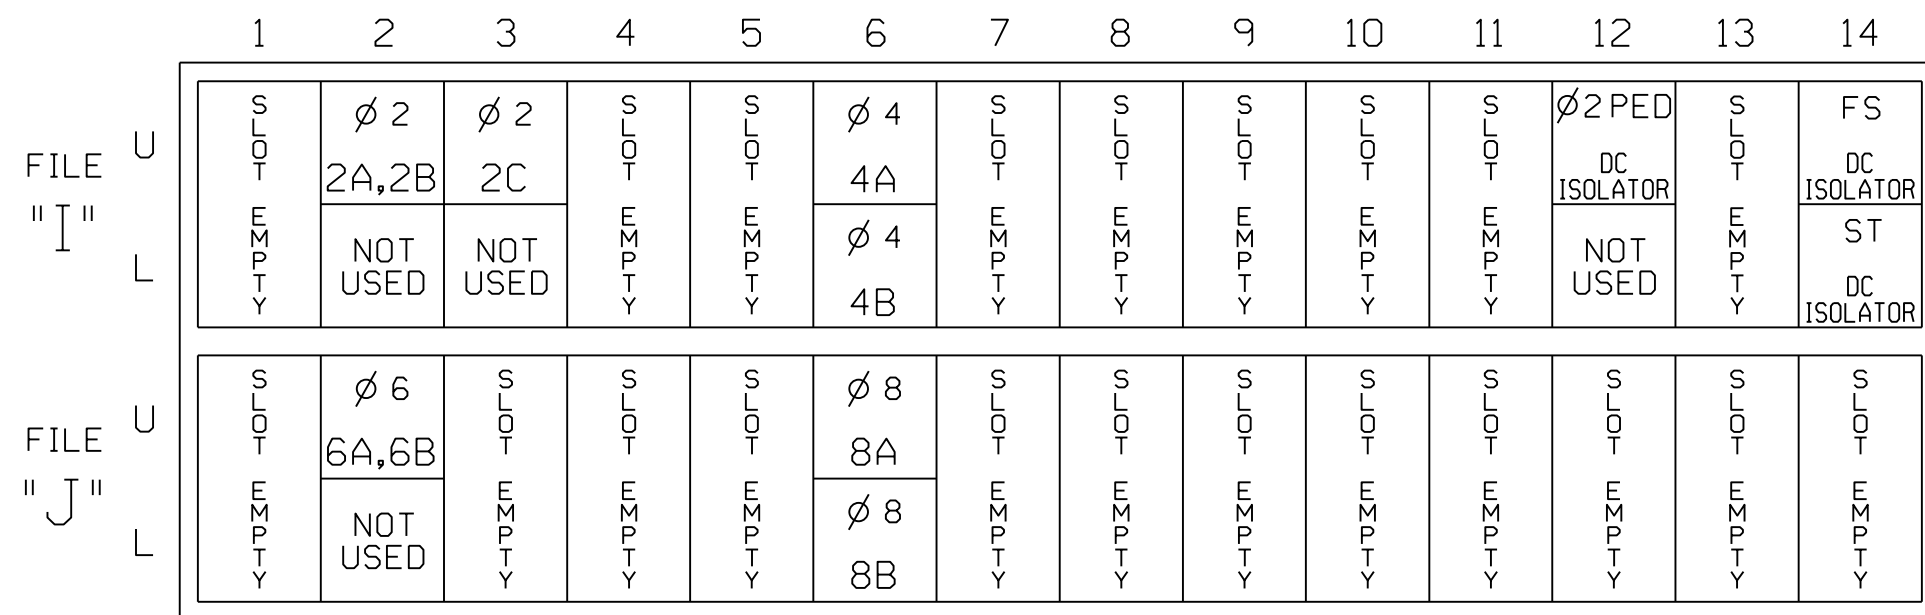 1 2 3 4 5 6 7 8 9 10 11 12 13 14
FILE "I"
U
L
SLOT EMPTY
Ø 2
2A,2B
NOT
USED
Ø 2
2C
NOT
USED
SLOT EMPTY
SLOT EMPTY
Ø 4
4A
Ø 4
4B
SLOT EMPTY
SLOT EMPTY
SLOT EMPTY
SLOT EMPTY
SLOT EMPTY
Ø2 PED
DC
ISOLATOR
NOT
USED
SLOT EMPTY
FS
DC
ISOLATOR
ST
DC
ISOLATOR
FILE "J"
U
L
SLOT EMPTY
Ø 6
6A,6B
NOT
USED
SLOT EMPTY
SLOT EMPTY
SLOT EMPTY
Ø 8
8A
Ø 8
8B
SLOT EMPTY
SLOT EMPTY
SLOT EMPTY
SLOT EMPTY
SLOT EMPTY
SLOT EMPTY
SLOT EMPTY
SLOT EMPTY